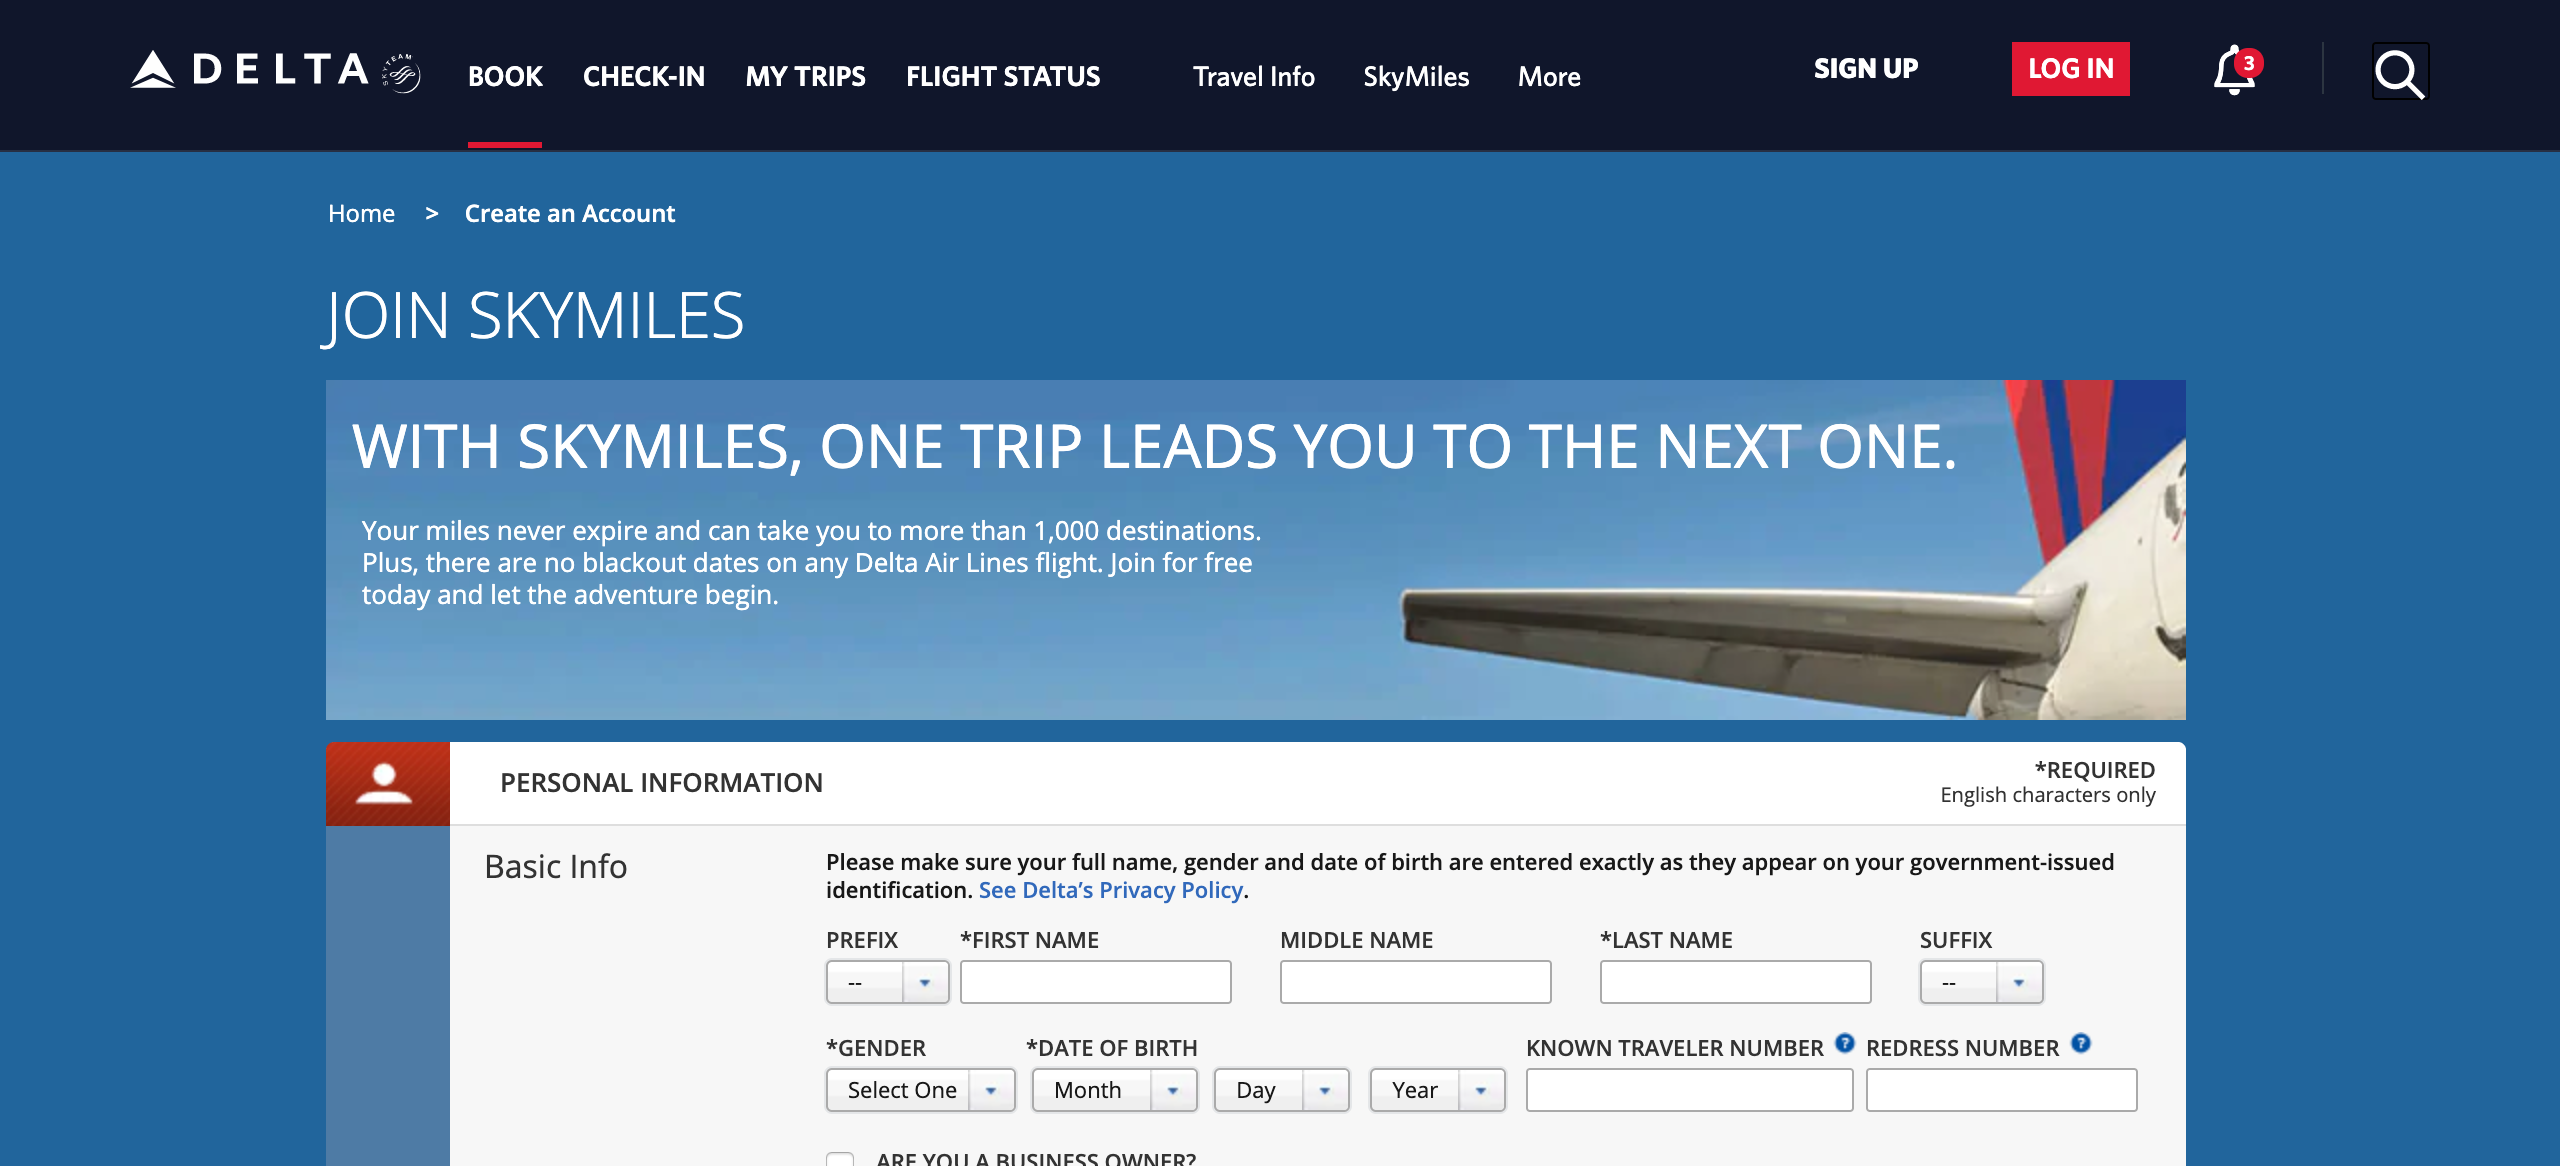 DELTA SKYTEAM BOOK CHECK-IN MY TRIPS FLIGHT STATUS Travel Info SkyMiles More SIGN UP LOG IN 3
Home > Create an Account
JOIN SKYMILES
WITH SKYMILES, ONE TRIP LEADS YOU TO THE NEXT ONE.
Your miles never expire and can take you to more than 1,000 destinations.
Plus, there are no blackout dates on any Delta Air Lines flight. Join for free
today and let the adventure begin.
PERSONAL INFORMATION
*REQUIRED
English characters only
Basic Info
Please make sure your full name, gender and date of birth are entered exactly as they appear on your government-issued
identification. See Delta’s Privacy Policy.
PREFIX *FIRST NAME MIDDLE NAME *LAST NAME SUFFIX
-- --
*GENDER *DATE OF BIRTH KNOWN TRAVELER NUMBER ? REDRESS NUMBER ?
Select One Month Day Year
ARE YOU A BUSINESS OWNER?